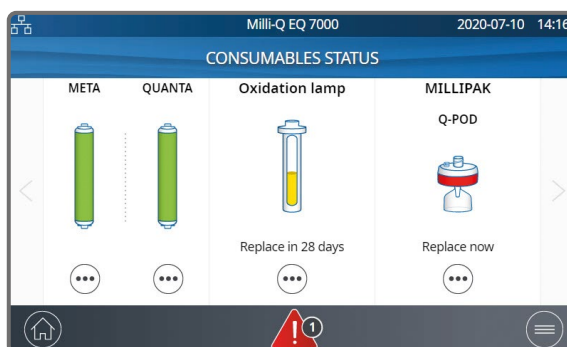 Milli-Q EQ 7000
2020-07-10 14:16
CONSUMABLES STATUS
META
QUANTA
Oxidation lamp
Replace in 28 days
MILLIPAK
Q-POD
Replace now
1